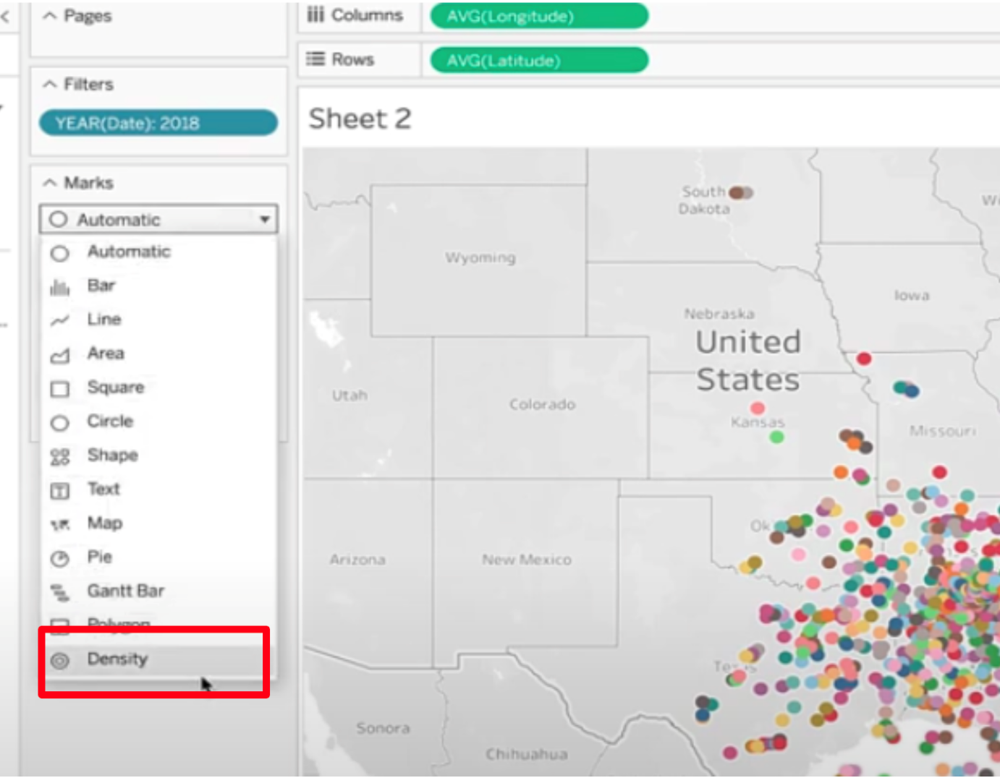 Pages
Columns
AVG(Longitude)
Rows
AVG(Latitude)
Filters
YEAR(Date): 2018
Sheet 2
Marks
Automatic
Automatic
Bar
Line
Area
Square
Circle
Shape
Text
Map
Pie
Gantt Bar
Polygon
Density
South
Dakota
Wi
Wyoming
Iowa
Nebraska
United
States
Utah
Colorado
Kansas
Missouri
Ok
Arizona
New Mexico
Sonora
Chihuahua